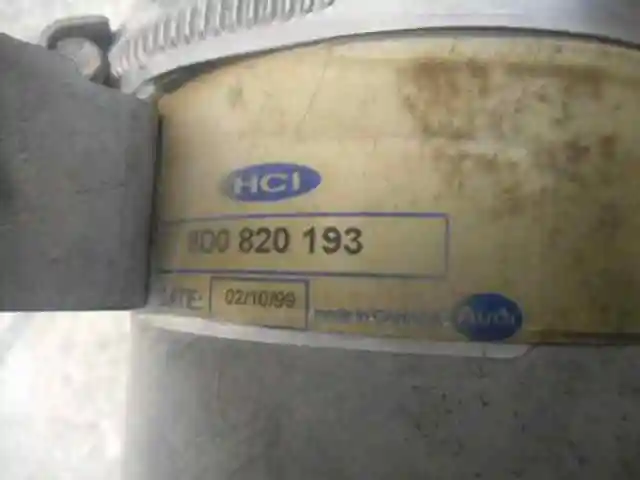 HCI
8D0 820 193
DATE: 02/10/99 made in Germany Audi